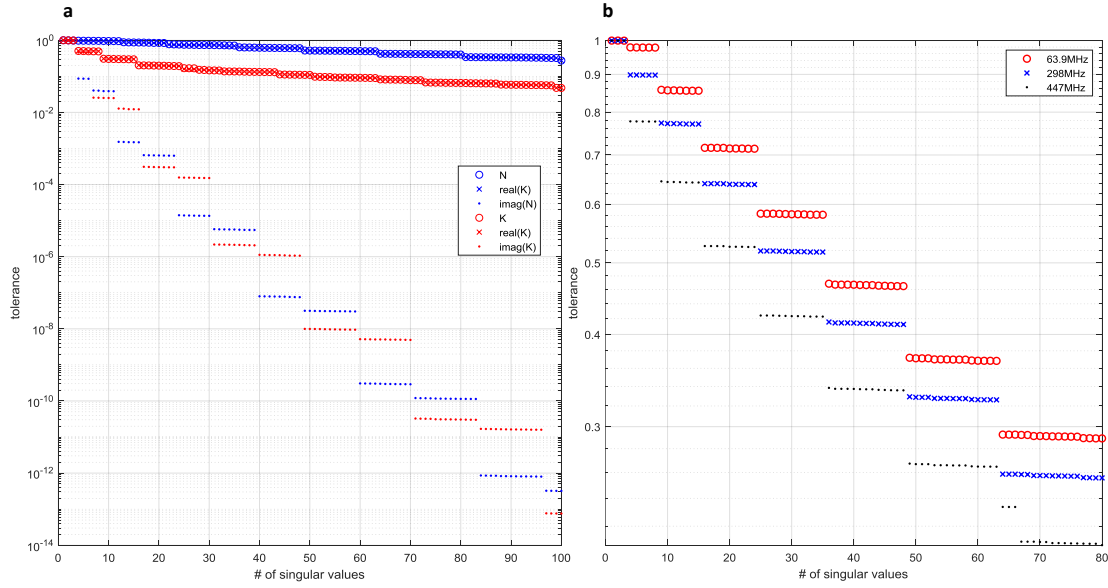 a
10^0
10^-2
10^-4
10^-6
10^-8
10^-10
10^-12
10^-14
tolerance
0 10 20 30 40 50 60 70 80 90 100
# of singular values
N
real(K)
imag(N)
K
real(K)
imag(K)
b
1
0.9
0.8
0.7
0.6
0.5
0.4
0.3
tolerance
0 10 20 30 40 50 60 70 80
# of singular values
63.9MHz
298MHz
447MHz